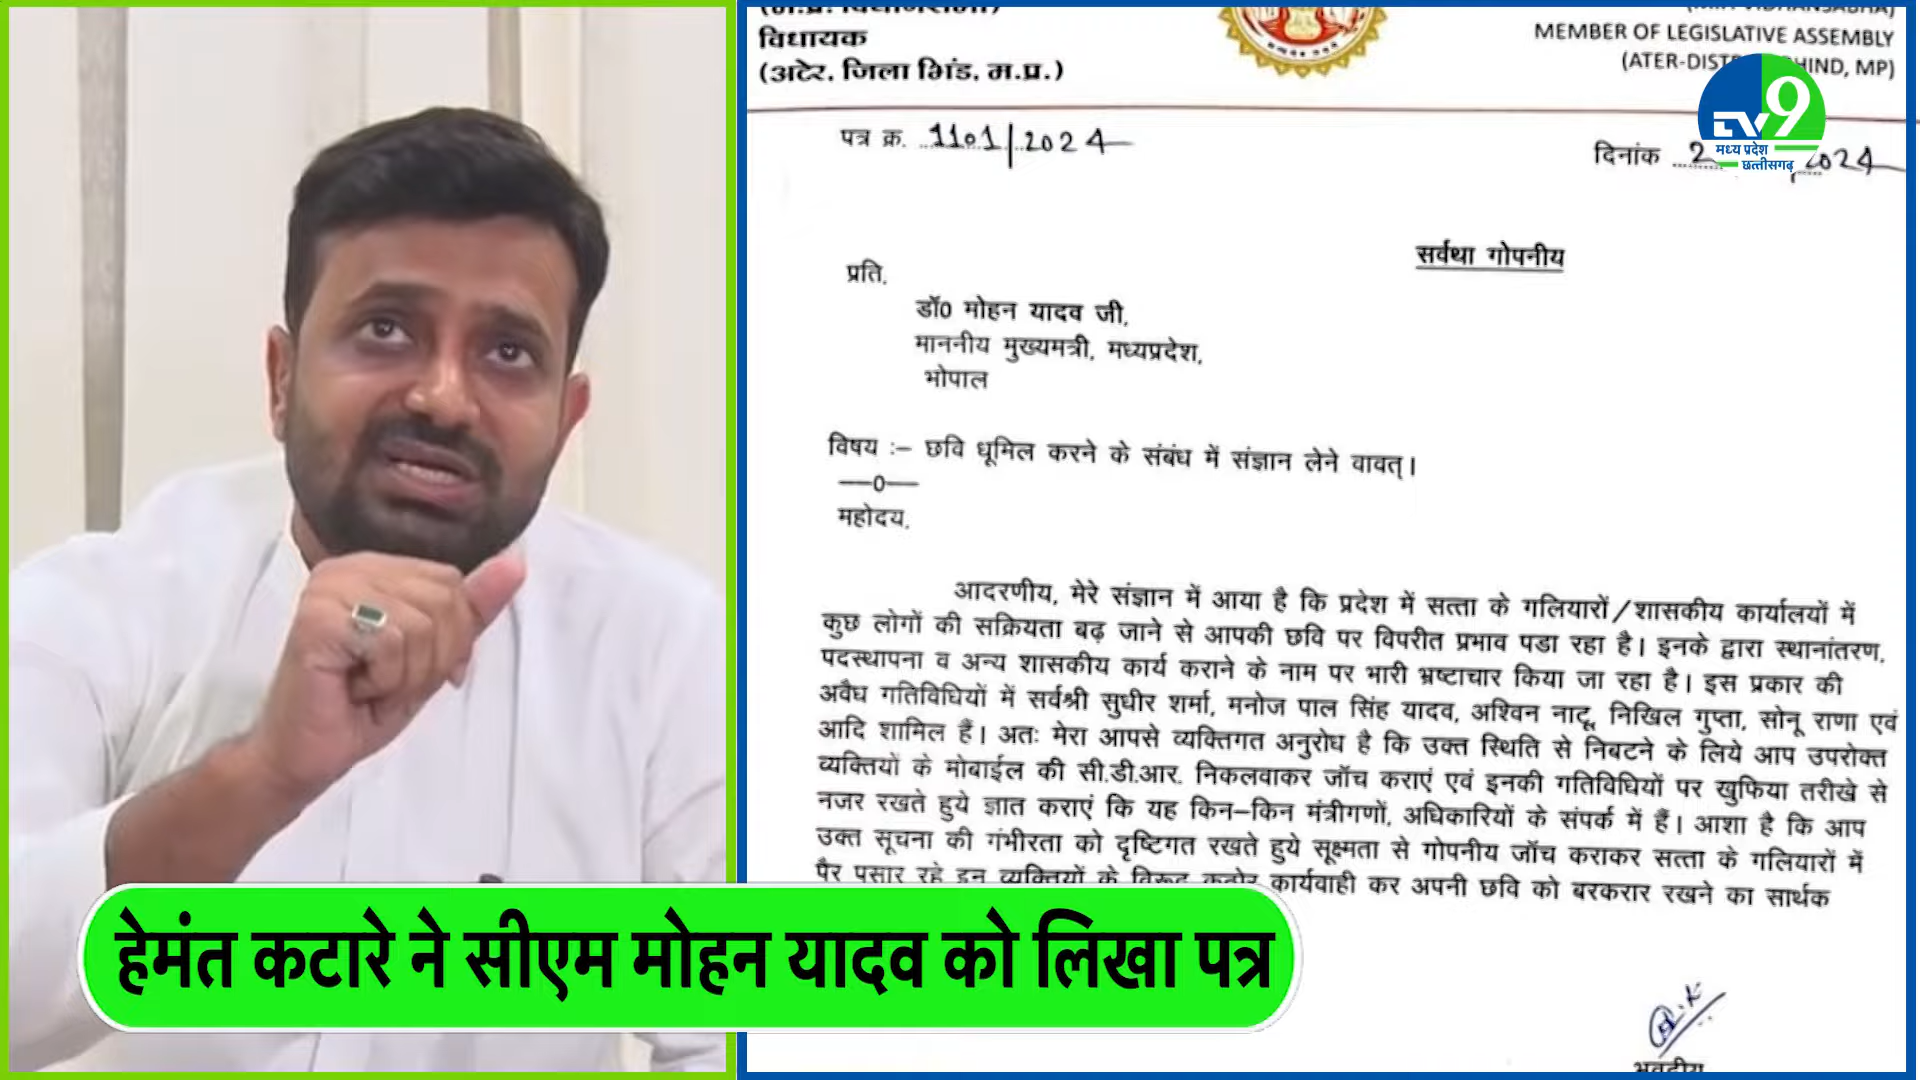 विधायक
(अटेर, जिला भिंड, म.प्र.)
MEMBER OF LEGISLATIVE ASSEMBLY
TV9
मध्य प्रदेश
छत्तीसगढ़
पत्र क्र. 1101/2024
दिनांक
2024
सर्वथा गोपनीय
प्रति,
डॉ0 मोहन यादव जी,
माननीय मुख्यमत्री, मध्यप्रदेश,
भोपाल
विषय :– छवि धूमिल करने के संबंध में संज्ञान लेने वावत्।
—0—
महोदय,
आदरणीय, मेरे संज्ञान में आया है कि प्रदेश में सत्ता के गलियारों/शासकीय कार्यालयों में
कुछ लोगों की सक्रियता बढ़ जाने से आपकी छवि पर विपरीत प्रभाव पडा रहा है। इनके द्वारा स्थानांतरण,
पदस्थापना व अन्य शासकीय कार्य कराने के नाम पर भारी भ्रष्टाचार किया जा रहा है। इस प्रकार की
अवैध गतिविधियों में सर्वश्री सुधीर शर्मा, मनोज पाल सिंह यादव, अश्विन नाटू, निखिल गुप्ता, सोनू राणा एवं
आदि शामिल हैं। अतः मेरा आपसे व्यक्तिगत अनुरोध है कि उक्त स्थिति से निबटने के लिये आप उपरोक्त
व्यक्तियों के मोबाईल की सी.डी.आर. निकलवाकर जॉच कराएं एवं इनकी गतिविधियों पर खुफिया तरीखे से
नजर रखते हुये ज्ञात कराएं कि यह किन–किन मंत्रीगणों, अधिकारियों के संपर्क में हैं। आशा है कि आप
उक्त सूचना की गंभीरता को दृष्टिगत रखते हुये सूक्ष्मता से गोपनीय जॉच कराकर सत्ता के गलियारों में
पैर पसार रहे इन व्यक्तियों के विरूद्ध कठोर कार्यवाही कर अपनी छवि को बरकरार रखने का सार्थक
हेमंत कटारे ने सीएम मोहन यादव को लिखा पत्र